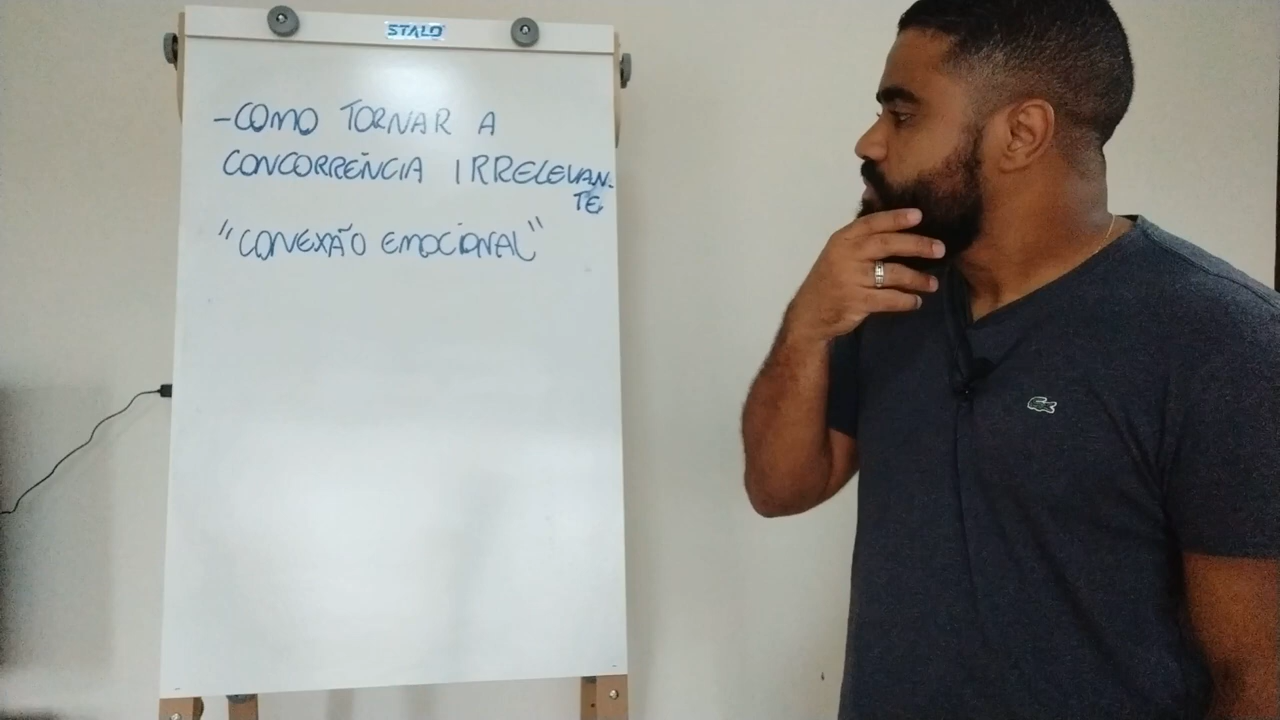 STALO
-COMO TORNAR A
CONCORRÊNCIA IRRELEVAN-
TE
"CONEXÃO EMOCIONAL"